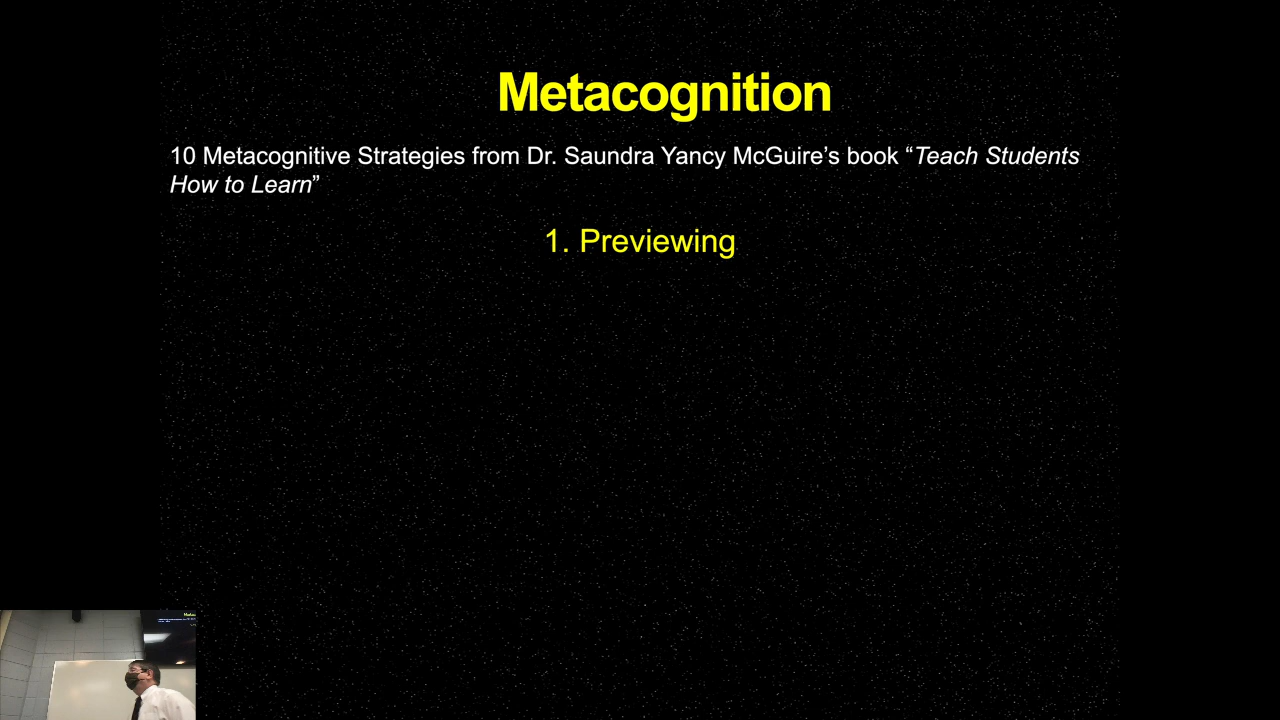 Metacognition
10 Metacognitive Strategies from Dr. Saundra Yancy McGuire’s book “Teach Students
How to Learn”
1. Previewing